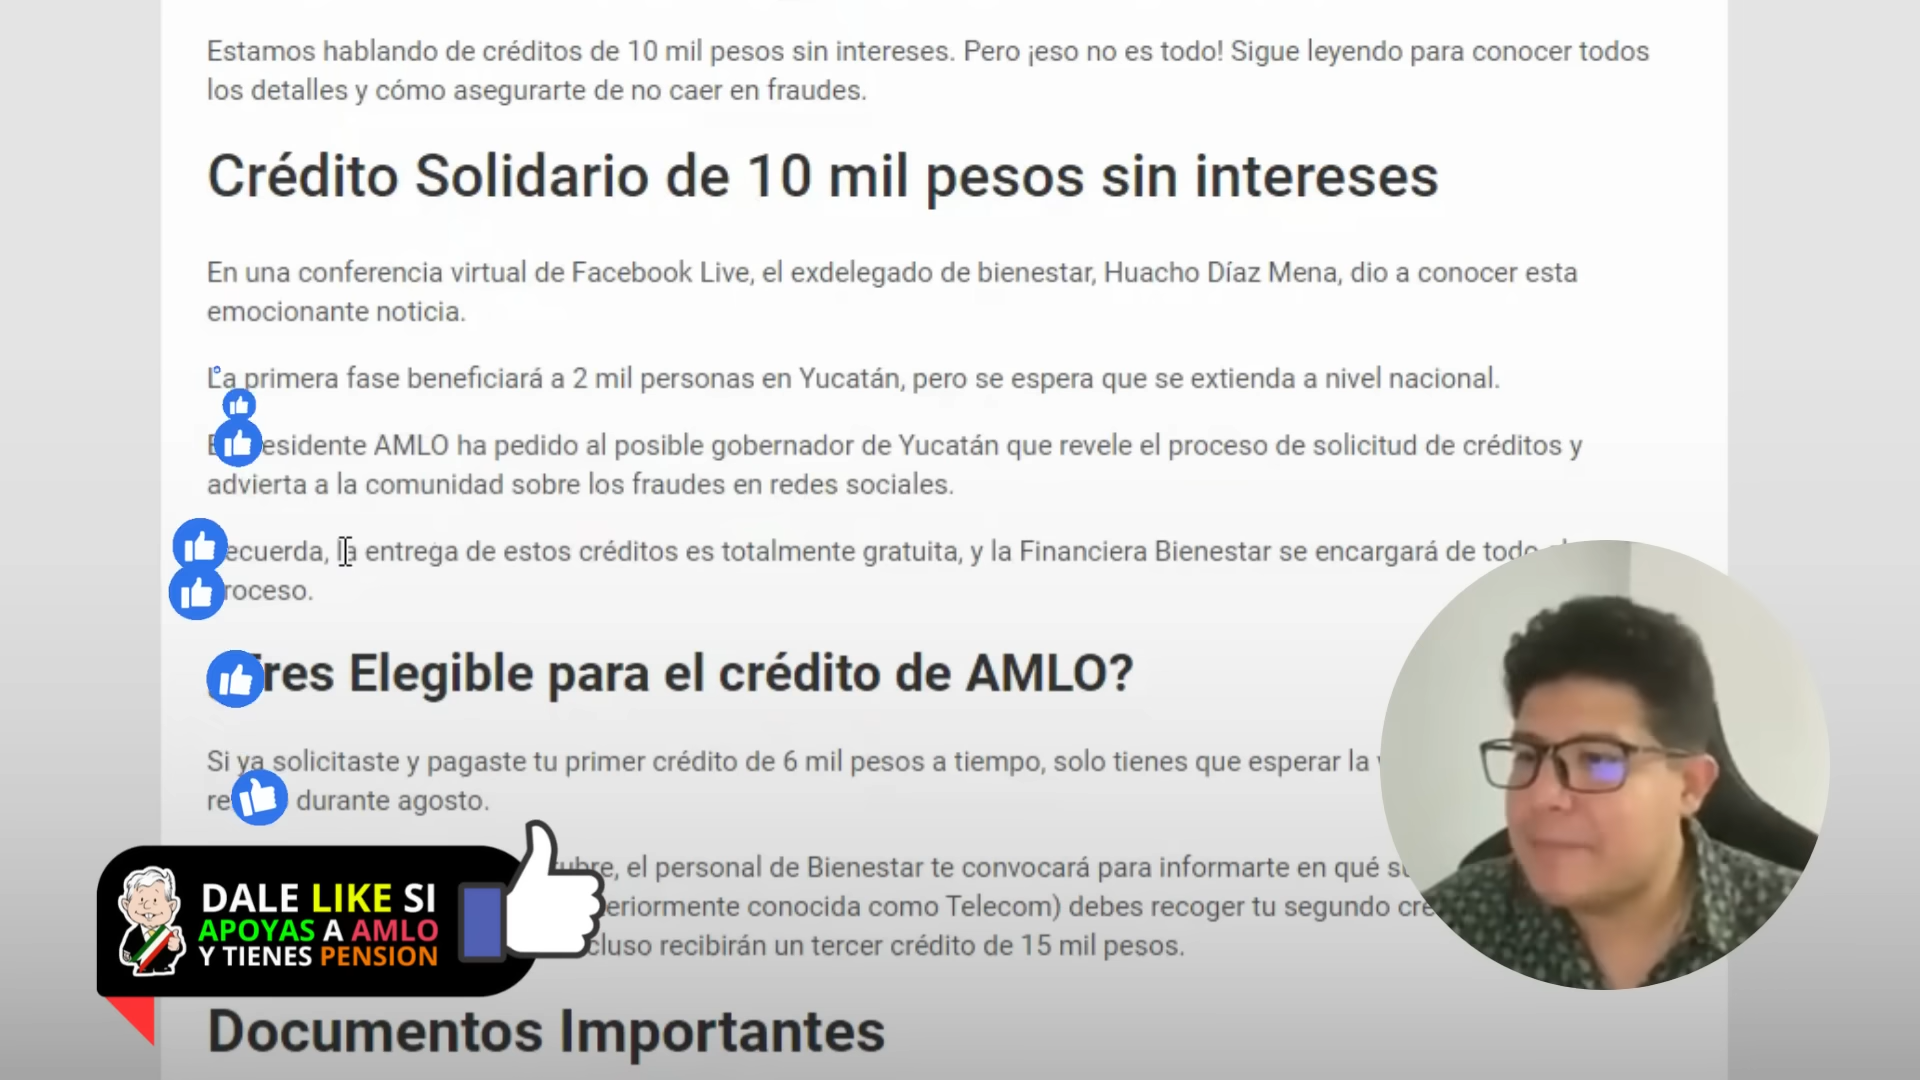 Estamos hablando de créditos de 10 mil pesos sin intereses. Pero ¡eso no es todo! Sigue leyendo para conocer todos
los detalles y cómo asegurarte de no caer en fraudes.
Crédito Solidario de 10 mil pesos sin intereses
En una conferencia virtual de Facebook Live, el exdelegado de bienestar, Huacho Díaz Mena, dio a conocer esta
emocionante noticia.
La primera fase beneficiará a 2 mil personas en Yucatán, pero se espera que se extienda a nivel nacional.
AMLO ha pedido al posible gobernador de Yucatán que revele el proceso de solicitud de créditos y
advierta a la comunidad sobre los fraudes en redes sociales.
la entrega de estos créditos es totalmente gratuita, y la Financiera Bienestar se encargará de todo
Elegible para el crédito de AMLO?
Si ya solicitaste y pagaste tu primer crédito de 6 mil pesos a tiempo, solo tienes que esperar la
durante agosto.
el personal de Bienestar te convocará para informarte en qué
conocida como Telecom) debes recoger tu segundo
recibirán un tercer crédito de 15 mil pesos.
DALE LIKE SI
APOYAS A AMLO
Y TIENES PENSION
Documentos Importantes